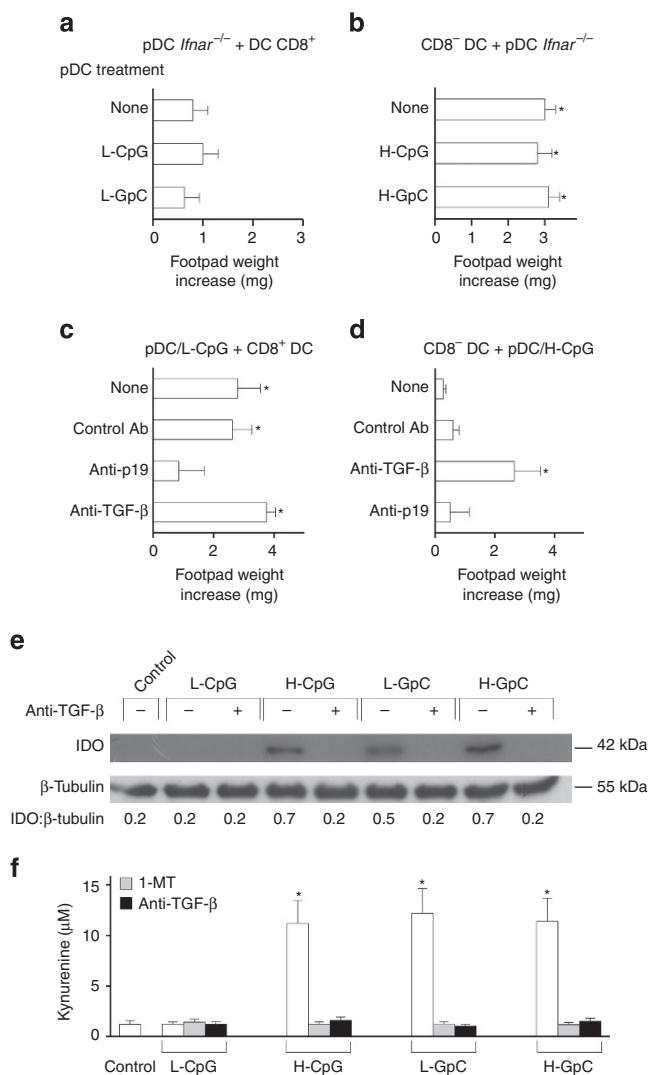 a
pDC Ifnar−/− + DC CD8+
pDC treatment
None
L-CpG
L-GpC
0 1 2 3
Footpad weight
increase (mg)
b
CD8− DC + pDC Ifnar−/−
None *
H-CpG *
H-GpC *
0 1 2 3
Footpad weight
increase (mg)
c
pDC/L-CpG + CD8+ DC
None *
Control Ab *
Anti-p19
Anti-TGF-β *
0 2 4
Footpad weight
increase (mg)
d
CD8− DC + pDC/H-CpG
None
Control Ab
Anti-TGF-β *
Anti-p19
0 2 4
Footpad weight
increase (mg)
e
Control L-CpG H-CpG L-GpC H-GpC
Anti-TGF-β − − + − + − + − +
IDO 42 kDa
β-Tubulin 55 kDa
IDO:β-tubulin 0.2 0.2 0.2 0.7 0.2 0.5 0.2 0.7 0.2
f
Kynurenine (μM)
15
10
5
0
1-MT
Anti-TGF-β
* * *
Control L-CpG H-CpG L-GpC H-GpC